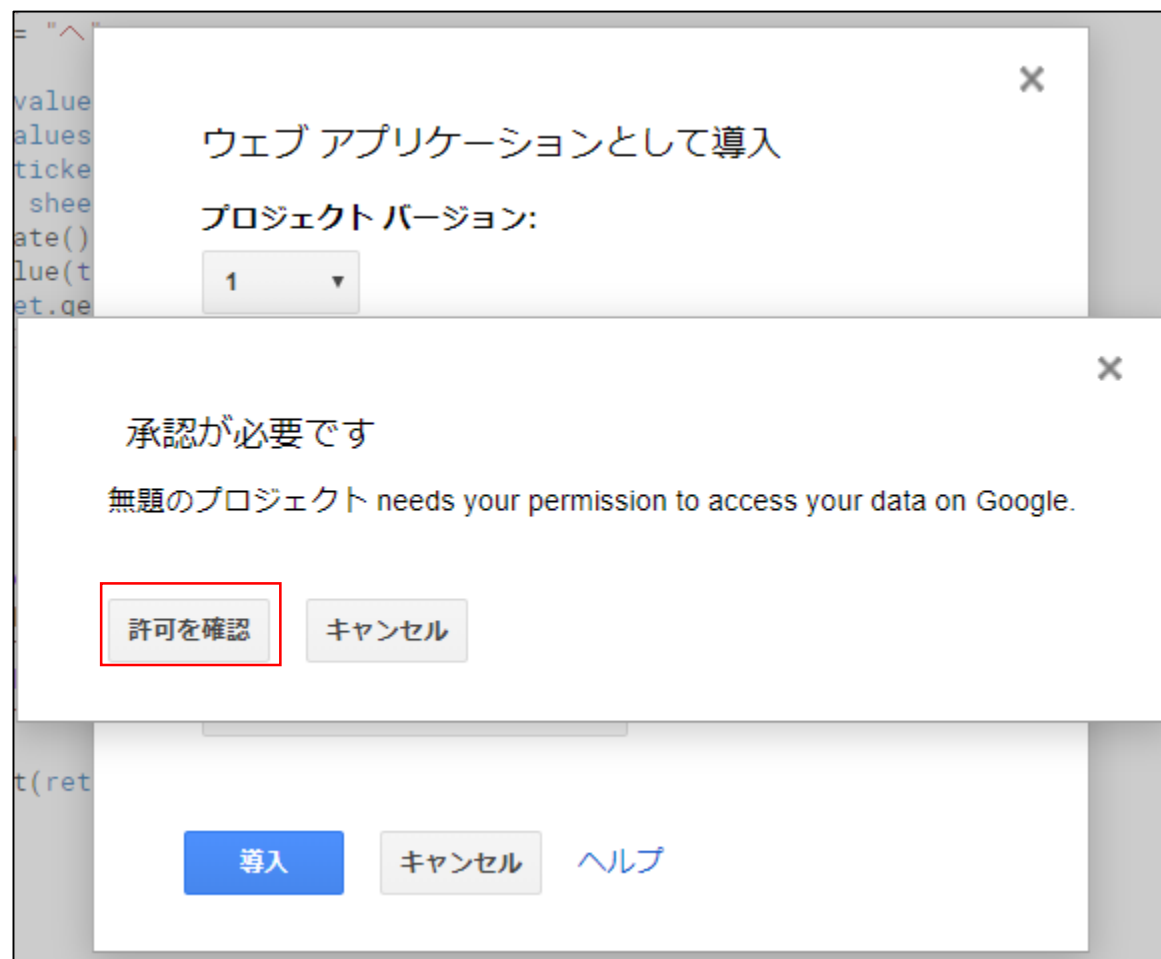 = "へ"
value
ウェブ アプリケーションとして導入
alues
ticke
shee
プロジェクト バージョン:
ate()
lue(t
1
et.ge
承認が必要です
無題のプロジェクト needs your permission to access your data on Google.
許可を確認 キャンセル
t(ret
導入 キャンセル ヘルプ